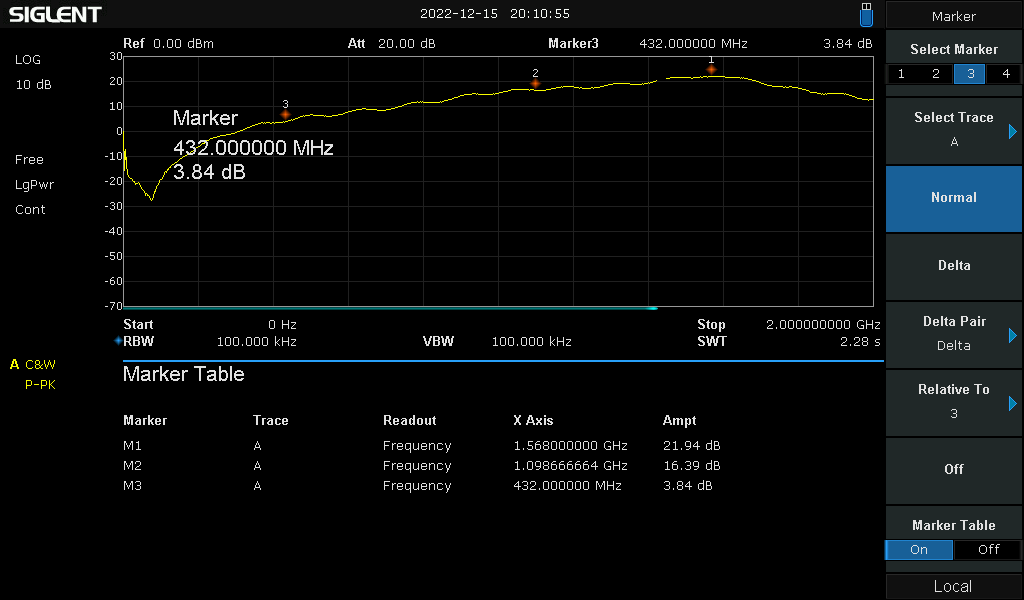 SIGLENT 2022-12-15 20:10:55 Marker
Ref 0.00 dBm Att 20.00 dB Marker3 432.000000 MHz 3.84 dB
Select Marker
1 2 3 4
LOG
10 dB
Free
LgPwr
Cont
30
20
10
0
-10
-20
-30
-40
-50
-60
-70
1
2
3
Marker
432.000000 MHz
3.84 dB
Start 0 Hz Stop 2.000000000 GHz
RBW 100.000 kHz VBW 100.000 kHz SWT 2.28 s
A C&W
P-PK
Marker Table
Marker Trace Readout X Axis Ampt
M1 A Frequency 1.568000000 GHz 21.94 dB
M2 A Frequency 1.098666664 GHz 16.39 dB
M3 A Frequency 432.000000 MHz 3.84 dB
Select Trace
A
Normal
Delta
Delta Pair
Delta
Relative To
3
Off
Marker Table
On Off
Local